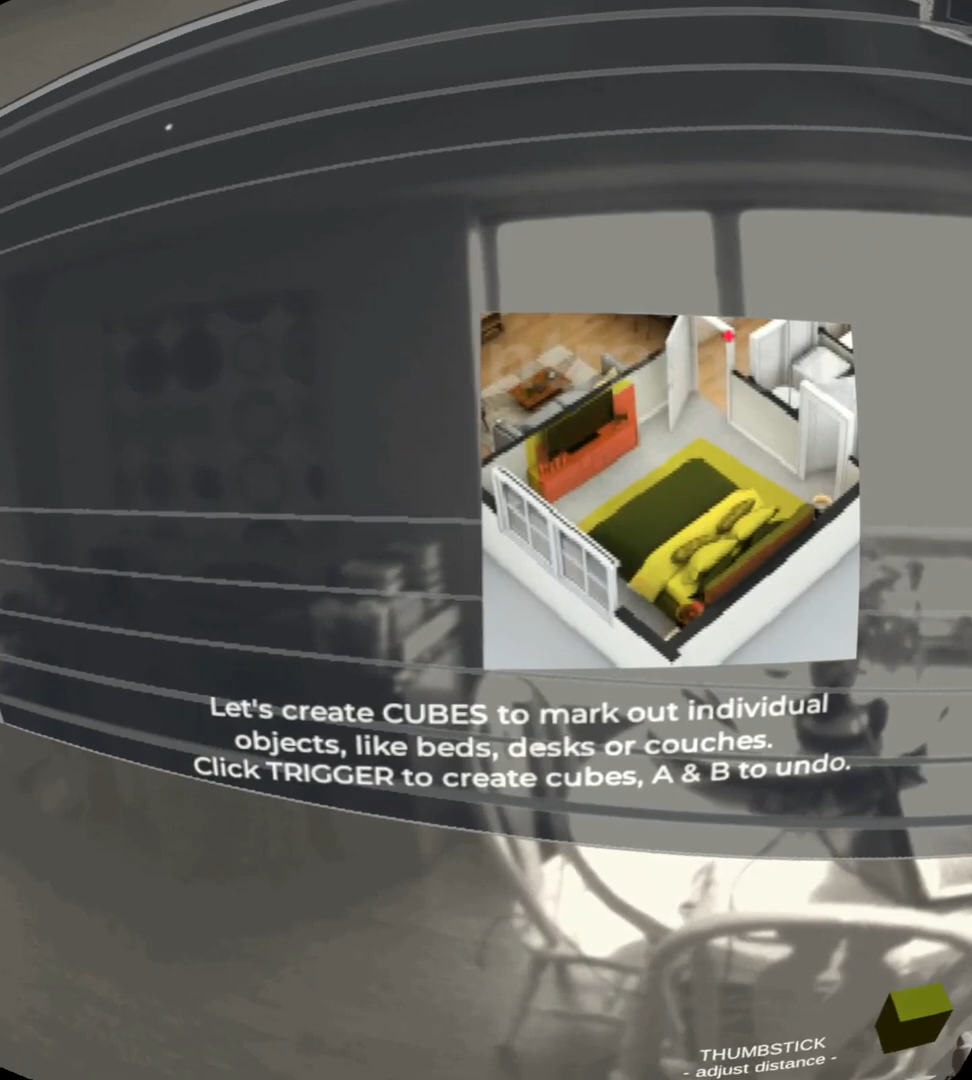 Let's create CUBES to mark out individual
objects, like beds, desks or couches.
Click TRIGGER to create cubes, A & B to undo.
THUMBSTICK
- adjust distance -